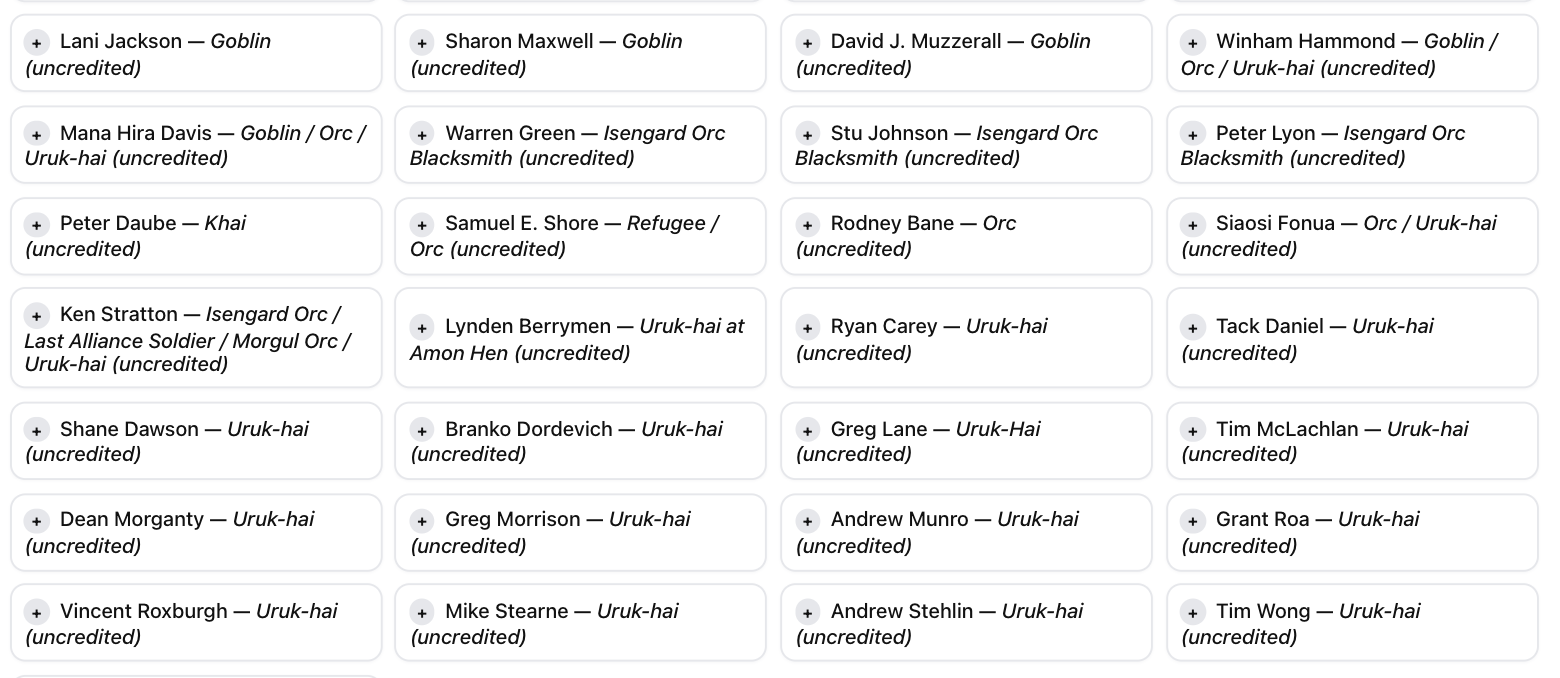 + Lani Jackson — Goblin
(uncredited)
+ Sharon Maxwell — Goblin
(uncredited)
+ David J. Muzzerall — Goblin
(uncredited)
+ Winham Hammond — Goblin /
Orc / Uruk-hai (uncredited)
+ Mana Hira Davis — Goblin / Orc /
Uruk-hai (uncredited)
+ Warren Green — Isengard Orc
Blacksmith (uncredited)
+ Stu Johnson — Isengard Orc
Blacksmith (uncredited)
+ Peter Lyon — Isengard Orc
Blacksmith (uncredited)
+ Peter Daube — Khai
(uncredited)
+ Samuel E. Shore — Refugee /
Orc (uncredited)
+ Rodney Bane — Orc
(uncredited)
+ Siaosi Fonua — Orc / Uruk-hai
(uncredited)
+ Ken Stratton — Isengard Orc /
Last Alliance Soldier / Morgul Orc /
Uruk-hai (uncredited)
+ Lynden Berrymen — Uruk-hai at
Amon Hen (uncredited)
+ Ryan Carey — Uruk-hai
(uncredited)
+ Tack Daniel — Uruk-hai
(uncredited)
+ Shane Dawson — Uruk-hai
(uncredited)
+ Branko Dordevich — Uruk-hai
(uncredited)
+ Greg Lane — Uruk-Hai
(uncredited)
+ Tim McLachlan — Uruk-hai
(uncredited)
+ Dean Morganty — Uruk-hai
(uncredited)
+ Greg Morrison — Uruk-hai
(uncredited)
+ Andrew Munro — Uruk-hai
(uncredited)
+ Grant Roa — Uruk-hai
(uncredited)
+ Vincent Roxburgh — Uruk-hai
(uncredited)
+ Mike Stearne — Uruk-hai
(uncredited)
+ Andrew Stehlin — Uruk-hai
(uncredited)
+ Tim Wong — Uruk-hai
(uncredited)